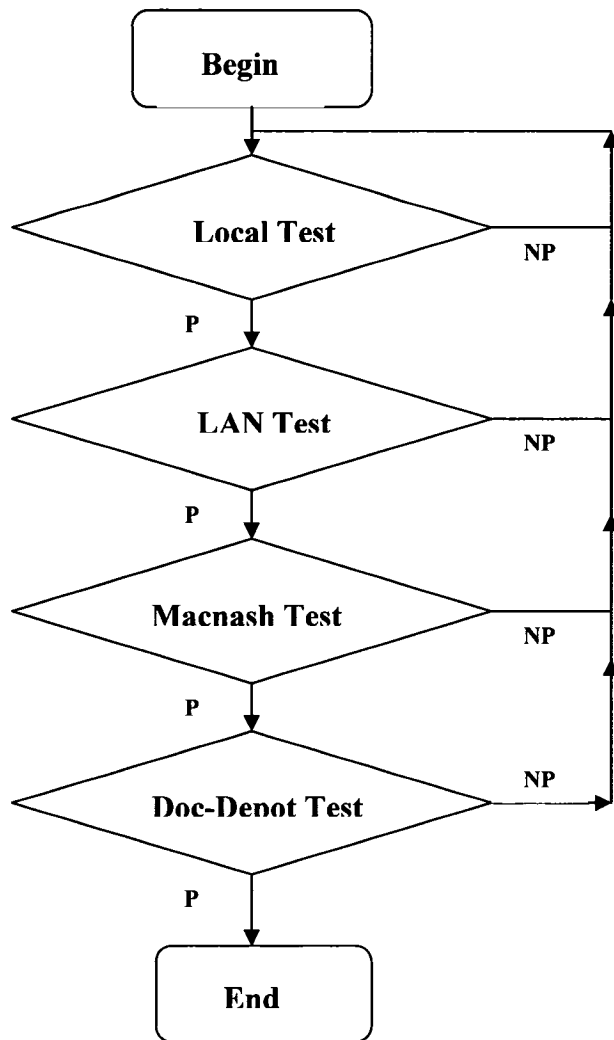 Begin
Local Test
NP
P
LAN Test
NP
P
Macnash Test
NP
P
NP
Doc-Depot Test
P
End